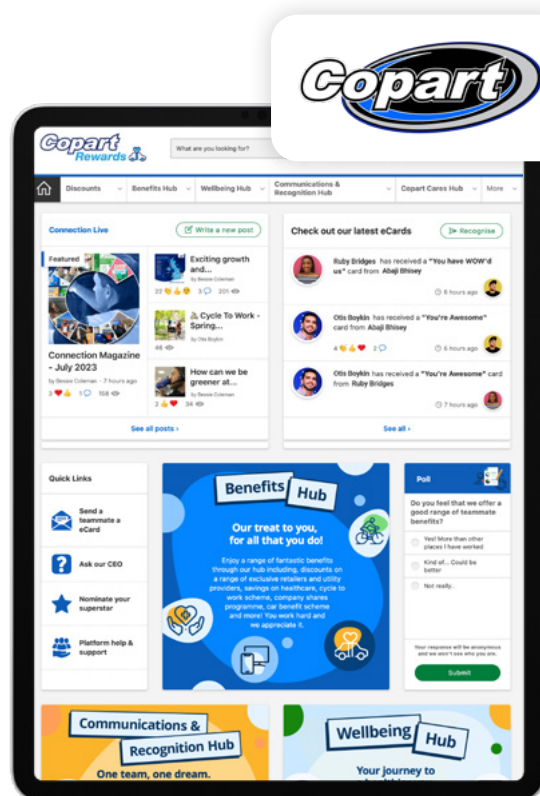 Copart
Copart
Rewards
What are you looking for?
Discounts
Benefits Hub
Wellbeing Hub
Communications &
Recognition Hub
Copart Cares Hub
More
Connection Live
Write a new post
Featured
Connection Magazine
- July 2023
by Bessie Coleman - 7 hours ago
3 1 158
Exciting growth
and...
by Bessie Coleman
22 3 201
Cycle To Work -
Spring...
by Otis Boykin
46
How can we be
greener at...
by Bessie Coleman
2 34
See all posts ›
Check out our latest eCards
Recognise
Ruby Bridges has received a "You have WOW'd
us" card from Abaji Bhisey
6 hours ago
Otis Boykin has received a "You're Awesome"
card from Abaji Bhisey
4 2
6 hours ago
Otis Boykin has received a "You're Awesome" card
from Ruby Bridges
7 hours ago
See all ›
Quick Links
Send a
teammate a
eCard
Ask our CEO
Nominate your
superstar
Platform help &
support
Benefits Hub
Our treat to you,
for all that you do!
Enjoy a range of fantastic benefits
through our hub including, discounts on
a range of exclusive retailers and utility
providers, savings on healthcare, cycle to
work scheme, company shares
programme, car benefit scheme
and more! You work hard and
we appreciate it.
Poll
Do you feel that we offer a
good range of teammate
benefits?
Yes! More than other
places I have worked
Kind of... Could be
better
Not really..
Your response will be anonymous
and we won't see who you are.
Submit
Communications &
Recognition Hub
One team, one dream.
Wellbeing Hub
Your journey to